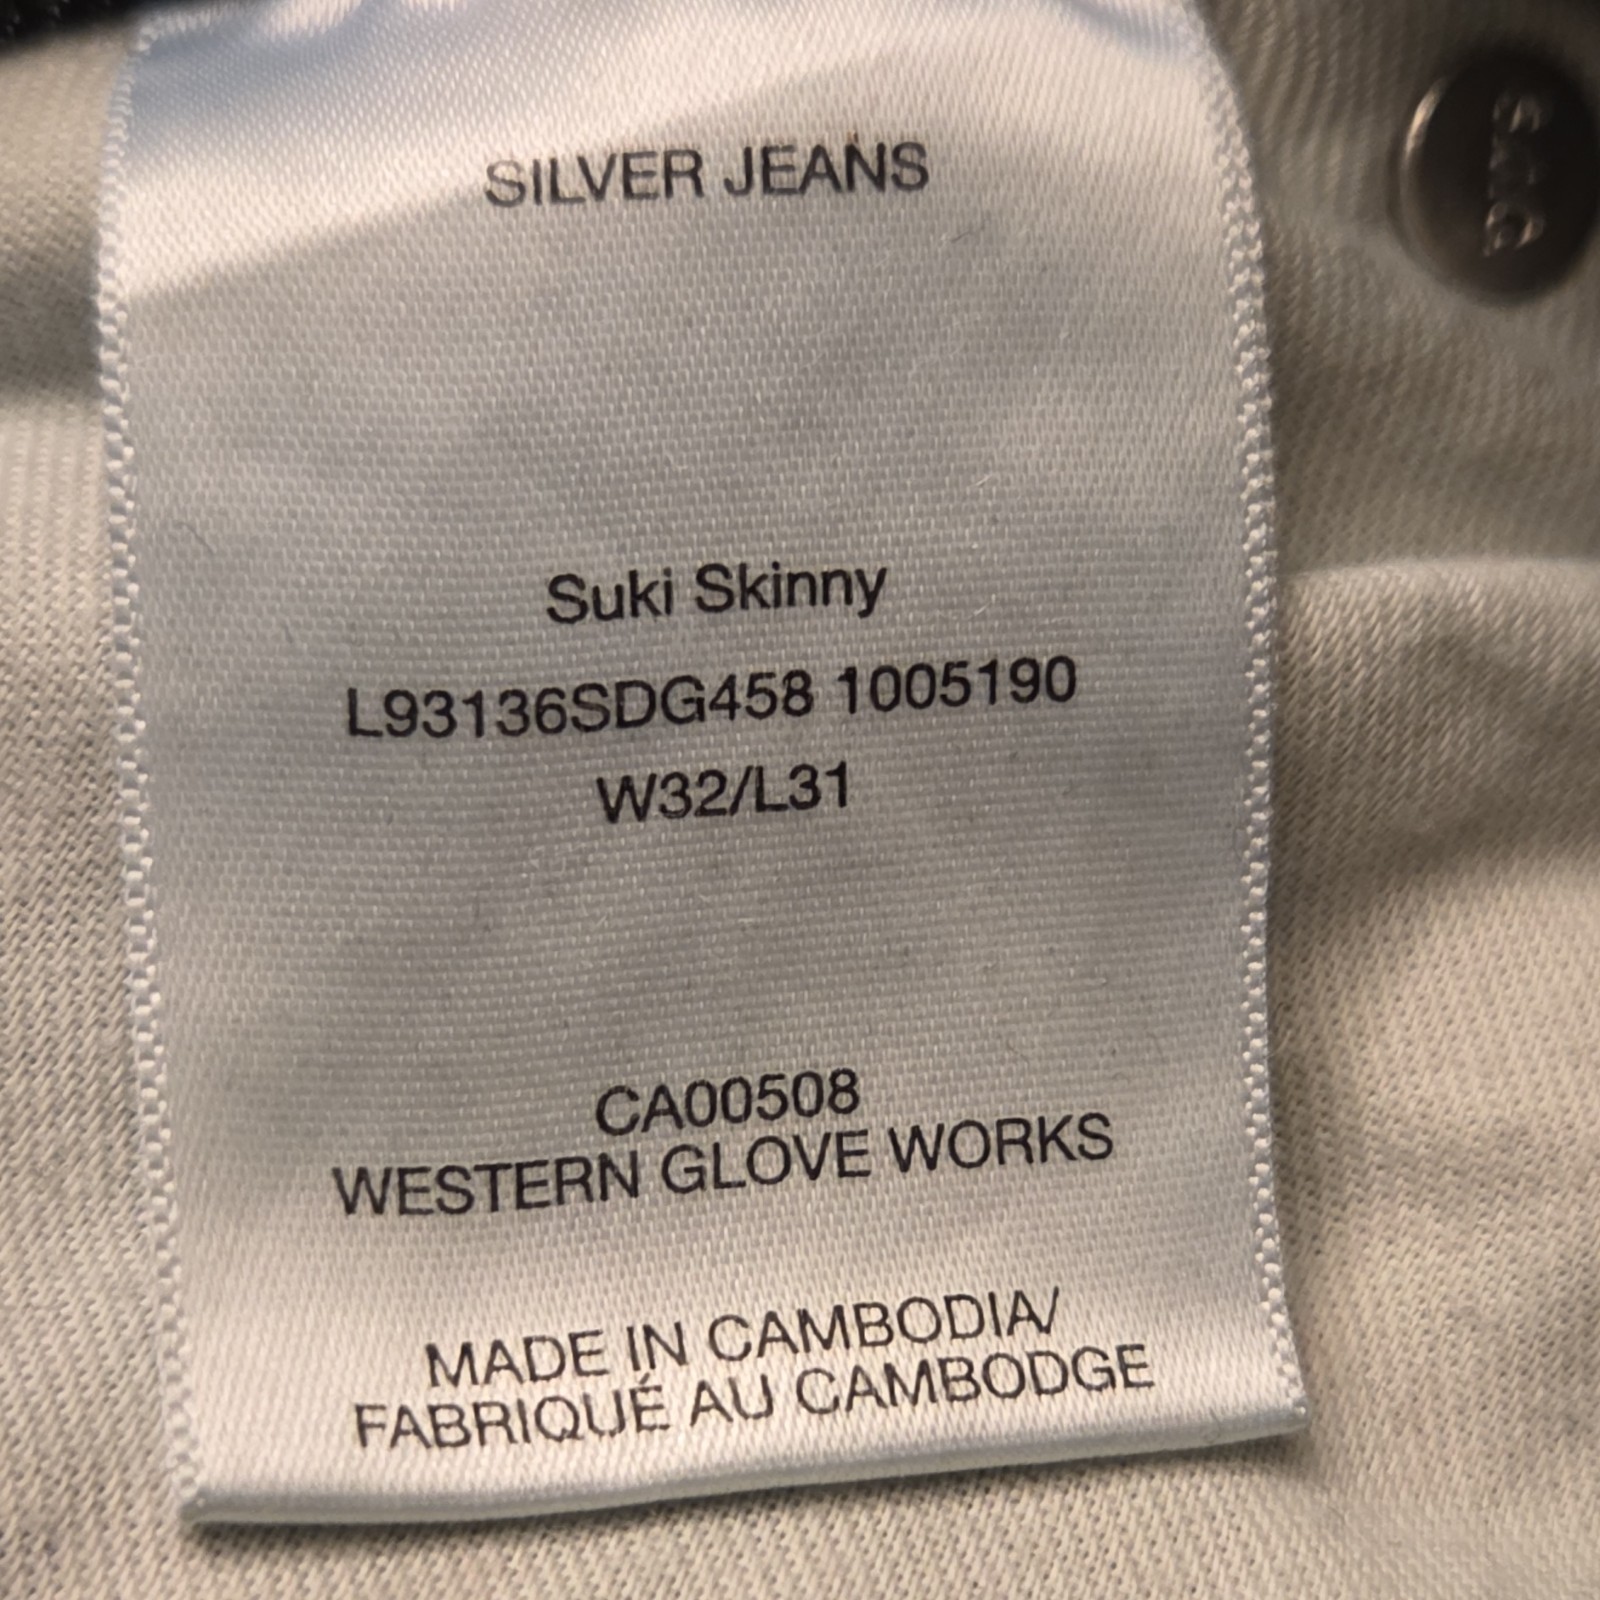 SILVER JEANS
Suki Skinny
L93136SDG458 1005190
W32/L31
CA00508
WESTERN GLOVE WORKS
MADE IN CAMBODIA/
FABRIQUÉ AU CAMBODGE